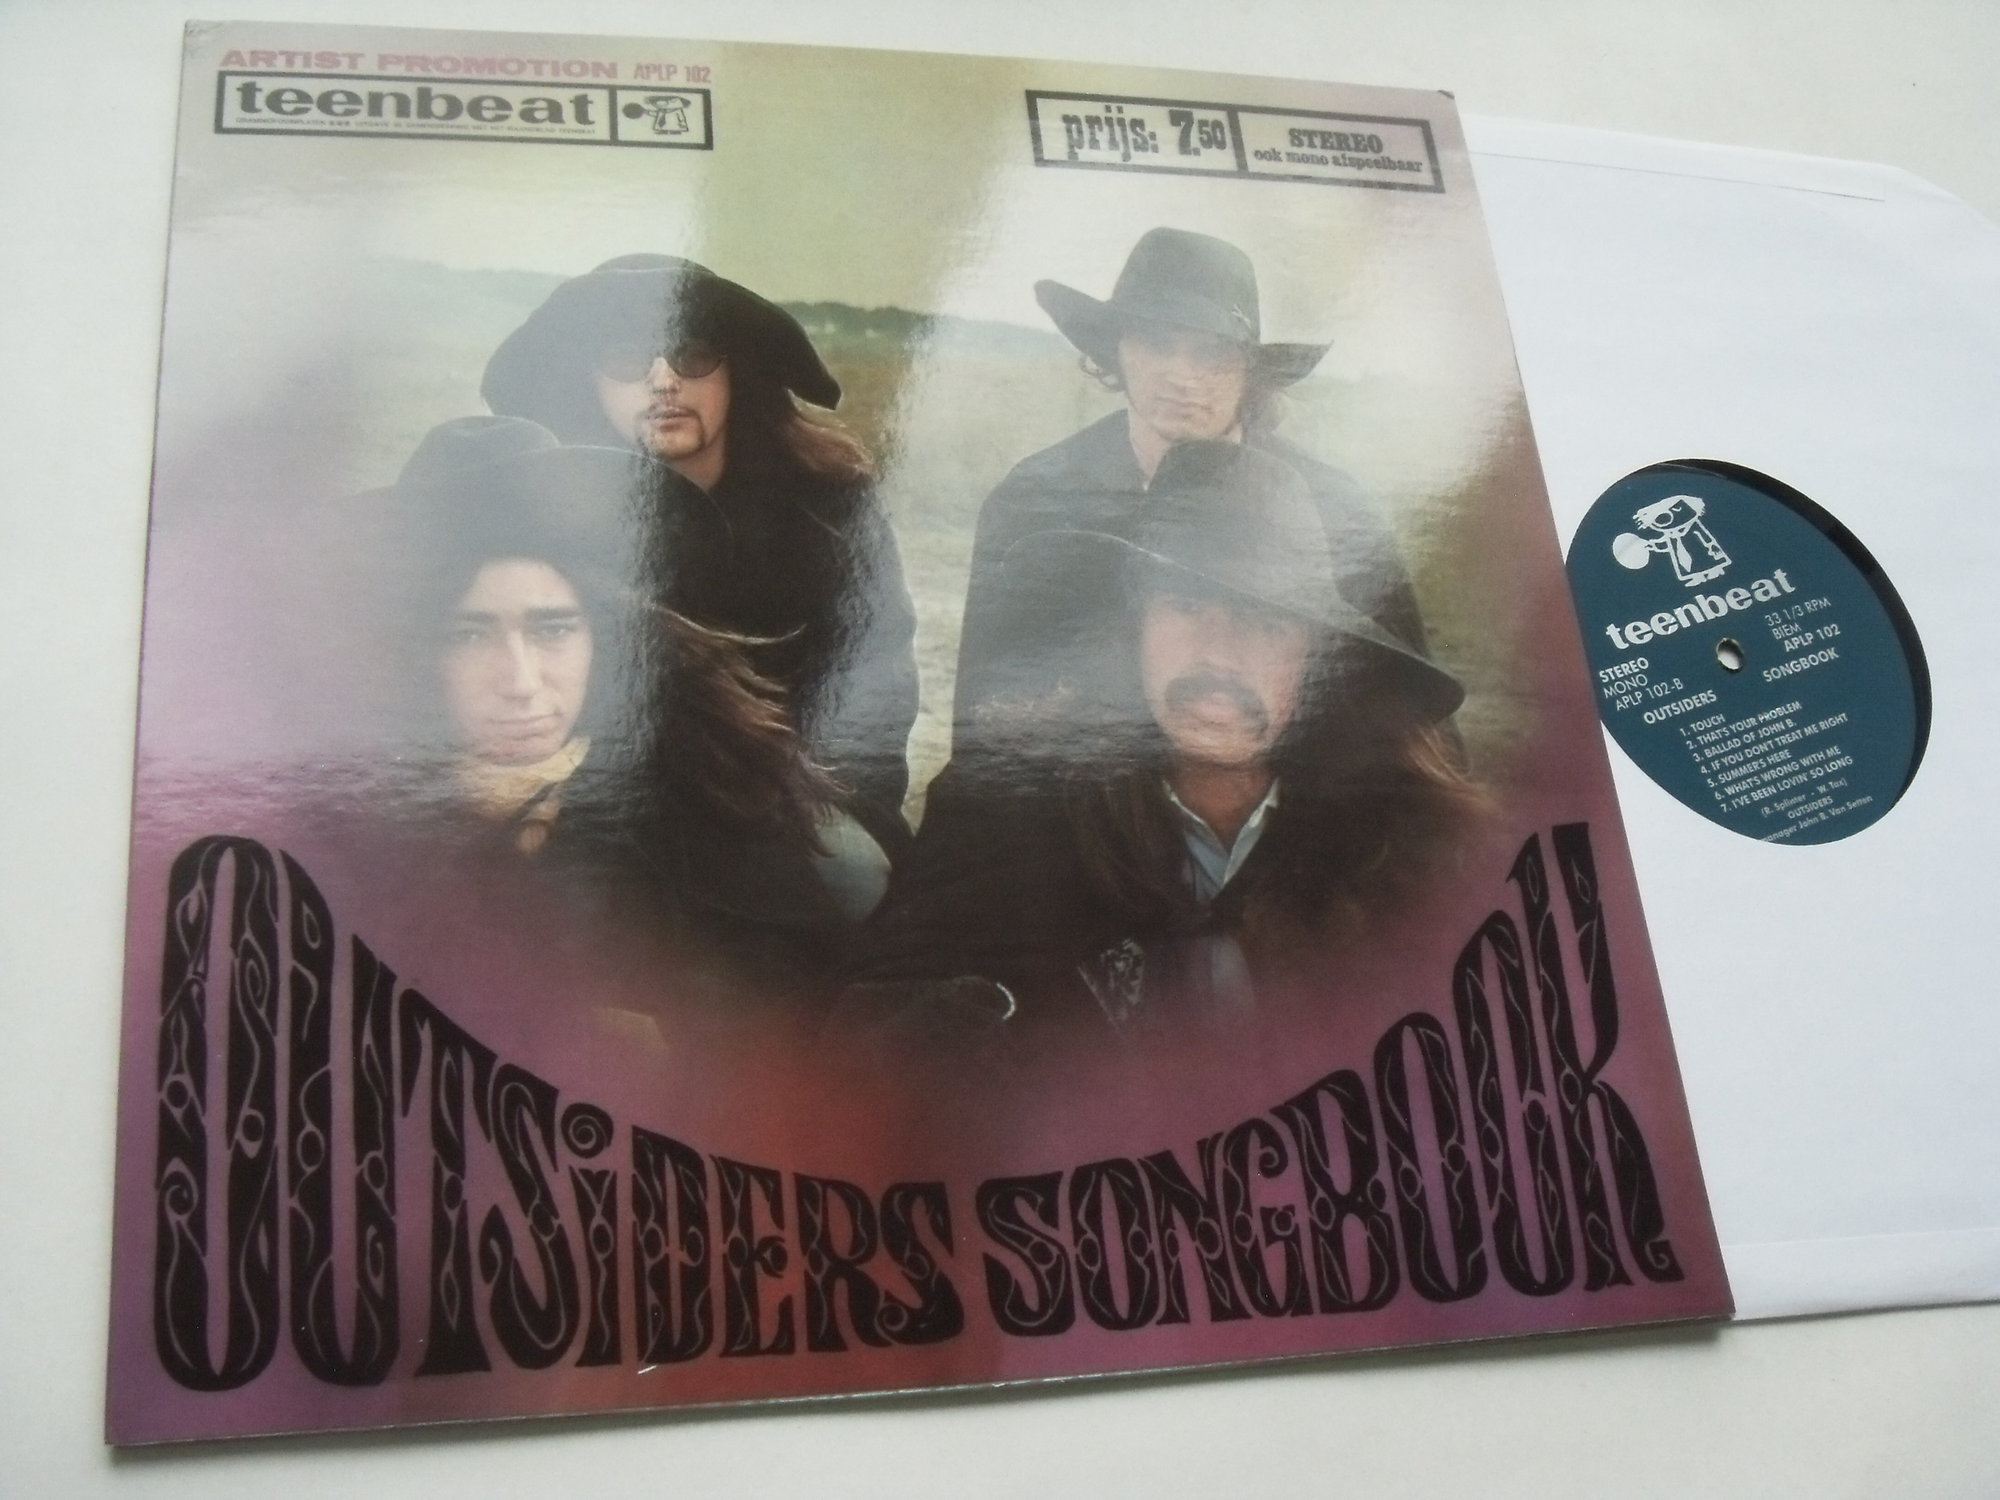 ARTIST PROMOTION APLP 102
teenbeat
prijs: 7.50
STEREO
ook mono afspeelbaar
OUTSiDERS SONGBOOK
teenbeat
33 1/3 RPM
BIEM
APLP 102
STEREO
MONO
APLP 102-B
OUTSIDERS SONGBOOK
1. TOUCH
2. THAT'S YOUR PROBLEM
3. BALLAD OF JOHN B.
4. IF YOU DON'T TREAT ME RIGHT
5. SUMMER'S HERE
6. WHAT'S WRONG WITH ME
7. I'VE BEEN LOVIN' SO LONG
(R. Splinter - W. Tax)
OUTSIDERS
manager John B. Van Setten